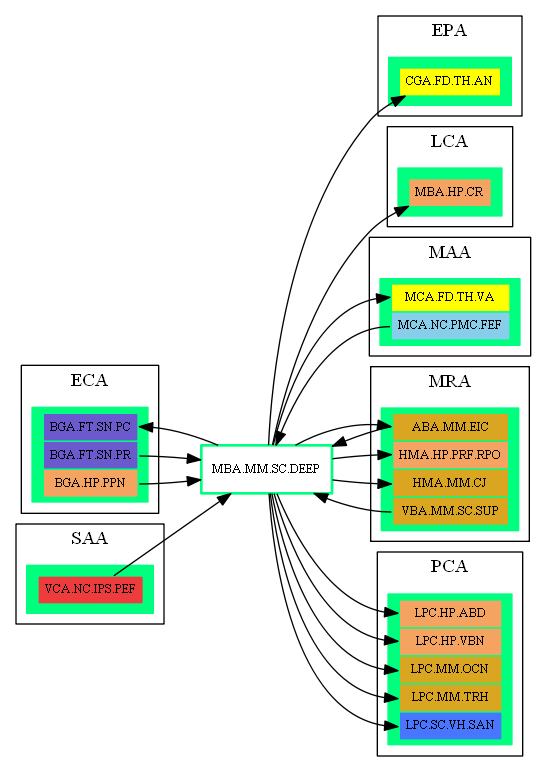 EPA
CGA.FD.TH.AN
LCA
MBA.HP.CR
MAA
MCA.FD.TH.VA
MCA.NC.PMC.FEF
ECA
BGA.FT.SN.PC
BGA.FT.SN.PR
BGA.HP.PPN
MBA.MM.SC.DEEP
MRA
ABA.MM.EIC
HMA.HP.PRF.RPO
HMA.MM.CJ
VBA.MM.SC.SUP
SAA
VCA.NC.IPS.PEF
PCA
LPC.HP.ABD
LPC.HP.VBN
LPC.MM.OCN
LPC.MM.TRH
LPC.SC.VH.SAN